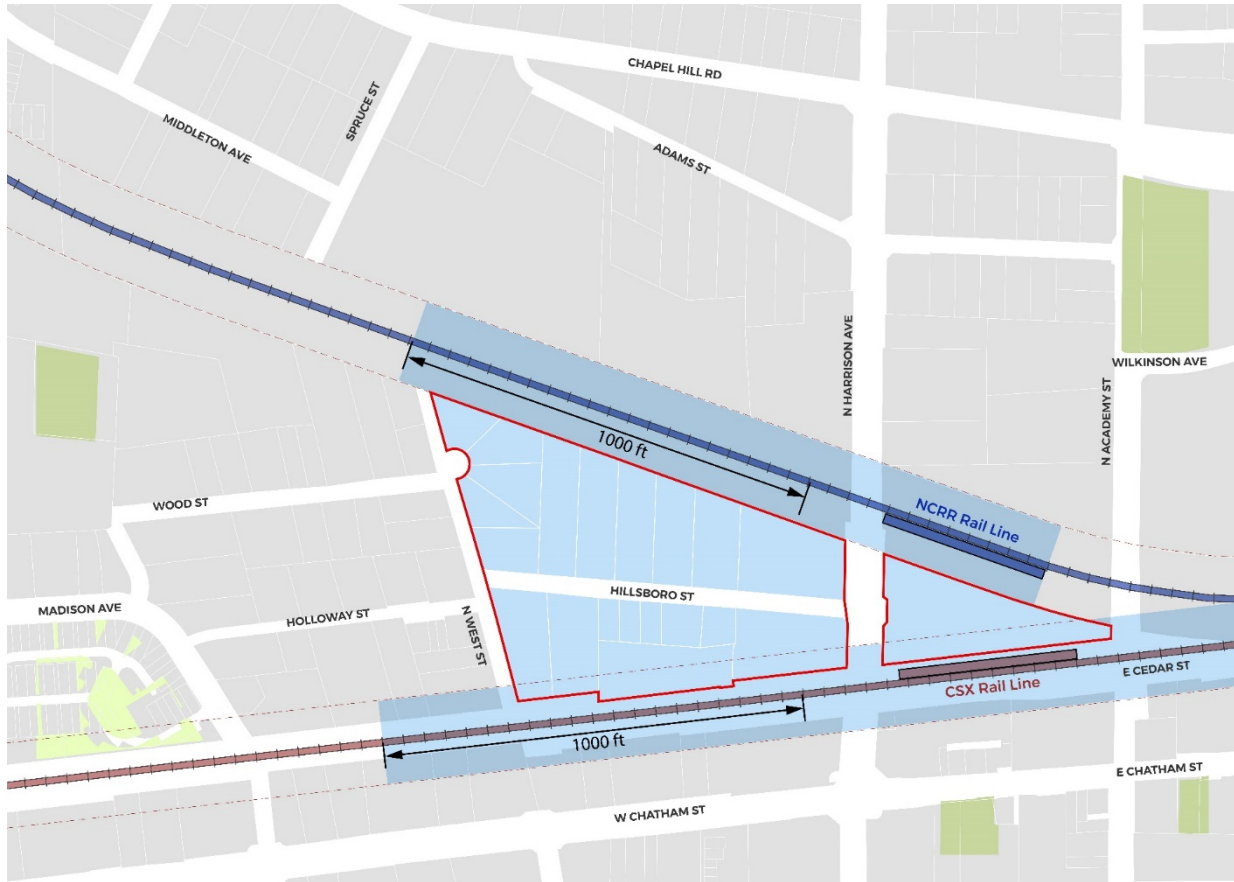 CHAPEL HILL RD
SPRUCE ST
MIDDLETON AVE
ADAMS ST
N HARRISON AVE
WILKINSON AVE
N ACADEMY ST
1000 ft
WOOD ST
NCRR Rail Line
HILLSBORO ST
MADISON AVE
HOLLOWAY ST
N WEST ST
E CEDAR ST
CSX Rail Line
1000 ft
E CHATHAM ST
W CHATHAM ST